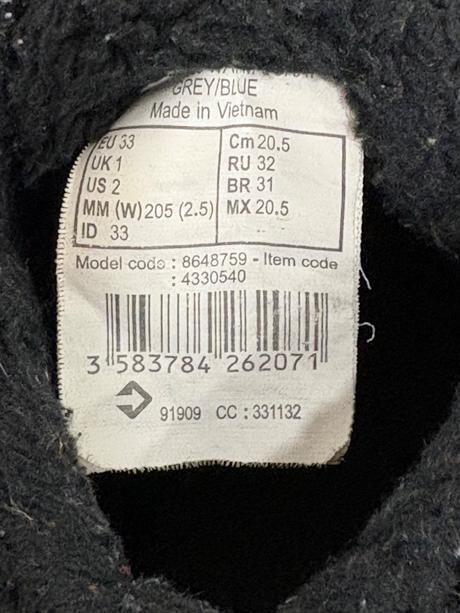 GREY/BLUE
Made in Vietnam
EU 33
UK 1
US 2
MM (W) 205 (2.5)
ID 33
Cm 20.5
RU 32
BR 31
MX 20.5
Model code : 8648759 - Item code
: 4330540
3 583784 262071
91909 CC : 331132